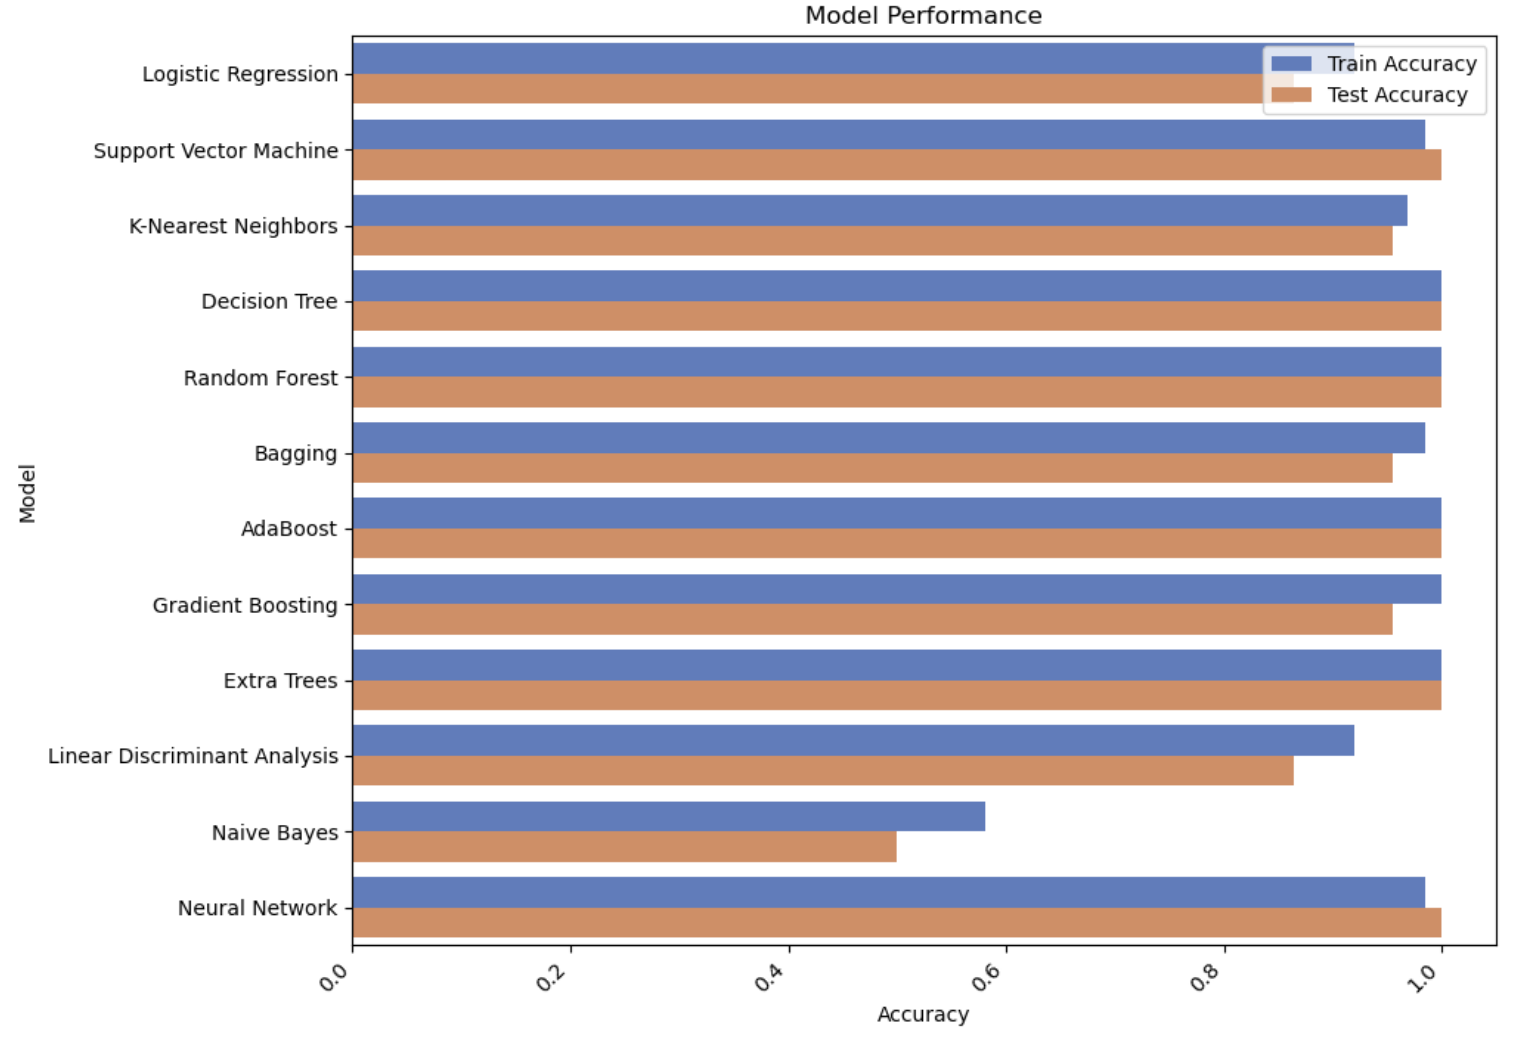 Model Performance
Train Accuracy
Test Accuracy
Logistic Regression
Support Vector Machine
K-Nearest Neighbors
Decision Tree
Random Forest
Bagging
AdaBoost
Gradient Boosting
Extra Trees
Linear Discriminant Analysis
Naive Bayes
Neural Network
Model
0.0 0.2 0.4 0.6 0.8 1.0
Accuracy